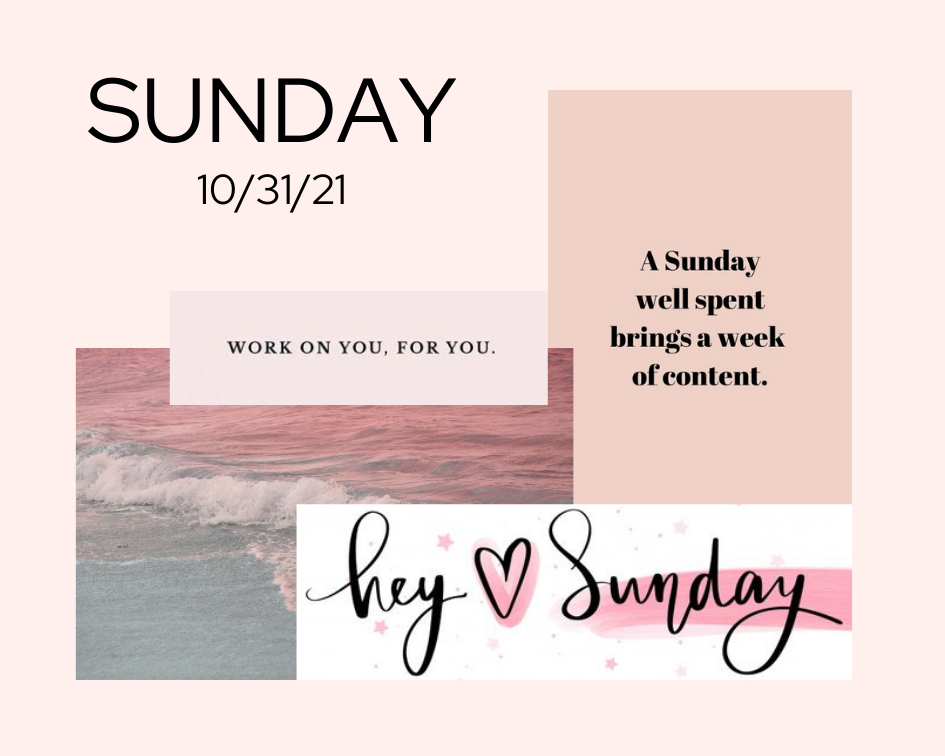 SUNDAY
10/31/21
WORK ON YOU, FOR YOU.
A Sunday
well spent
brings a week
of content.
hey Sunday